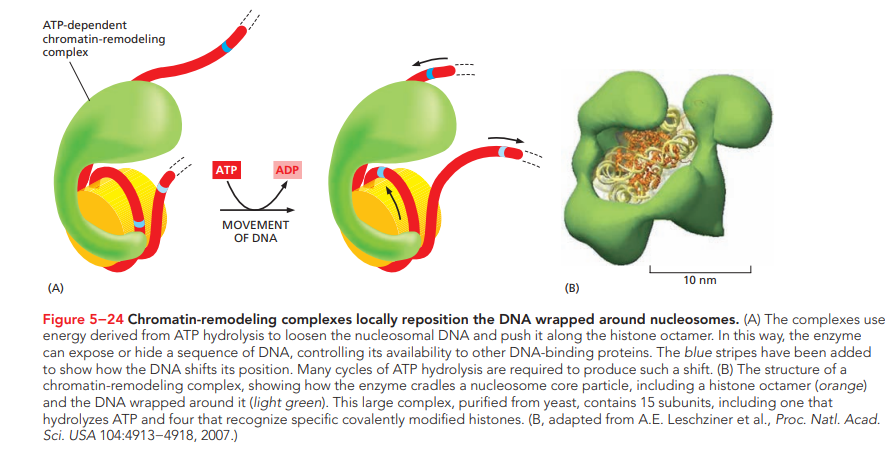 ATP-dependent
chromatin-remodeling
complex
ATP
ADP
MOVEMENT
OF DNA
10 nm
(A)
(B)
Figure 5–24 Chromatin-remodeling complexes locally reposition the DNA wrapped around nucleosomes. (A) The complexes use
energy derived from ATP hydrolysis to loosen the nucleosomal DNA and push it along the histone octamer. In this way, the enzyme
can expose or hide a sequence of DNA, controlling its availability to other DNA-binding proteins. The blue stripes have been added
to show how the DNA shifts its position. Many cycles of ATP hydrolysis are required to produce such a shift. (B) The structure of a
chromatin-remodeling complex, showing how the enzyme cradles a nucleosome core particle, including a histone octamer (orange)
and the DNA wrapped around it (light green). This large complex, purified from yeast, contains 15 subunits, including one that
hydrolyzes ATP and four that recognize specific covalently modified histones. (B, adapted from A.E. Leschziner et al., Proc. Natl. Acad.
Sci. USA 104:4913–4918, 2007.)